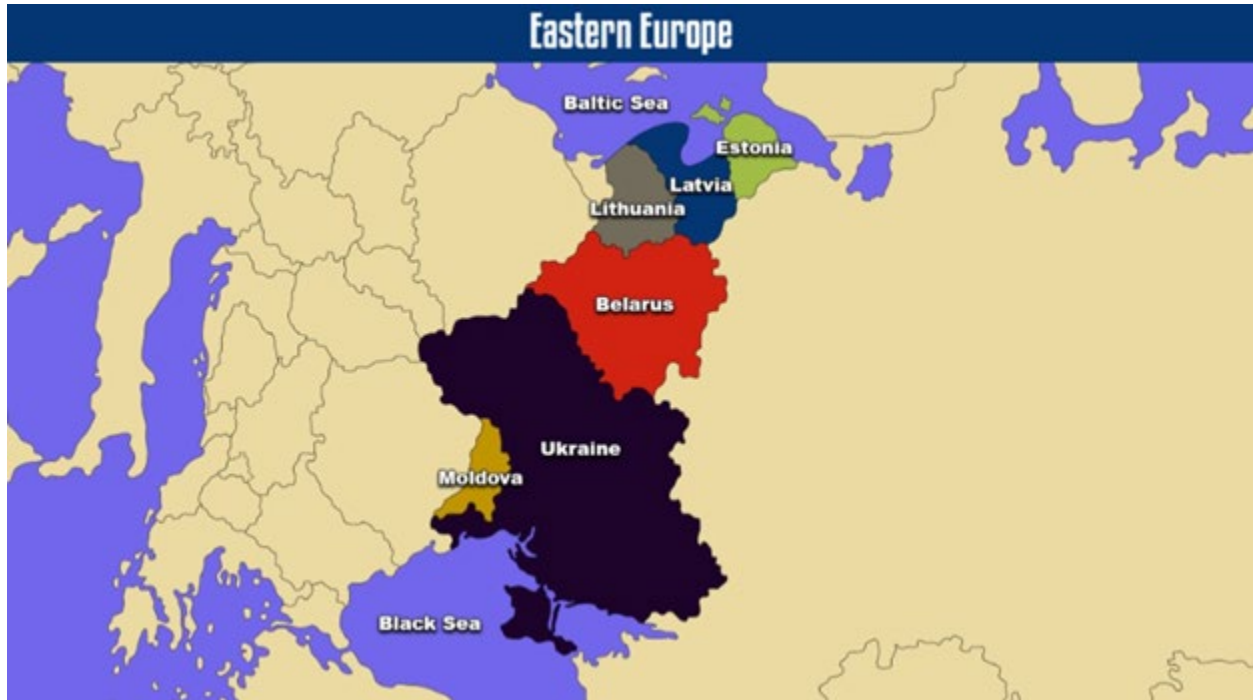 Eastern Europe
Baltic Sea
Estonia
Latvia
Lithuania
Belarus
Ukraine
Moldova
Black Sea